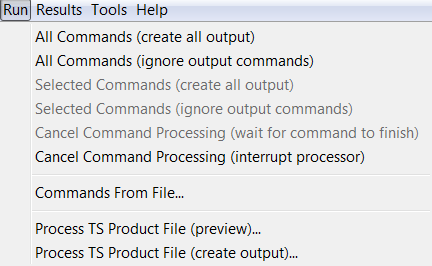 Run Results Tools Help
All Commands (create all output)
All Commands (ignore output commands)
Selected Commands (create all output)
Selected Commands (ignore output commands)
Cancel Command Processing (wait for command to finish)
Cancel Command Processing (interrupt processor)
Commands From File...
Process TS Product File (preview)...
Process TS Product File (create output)...